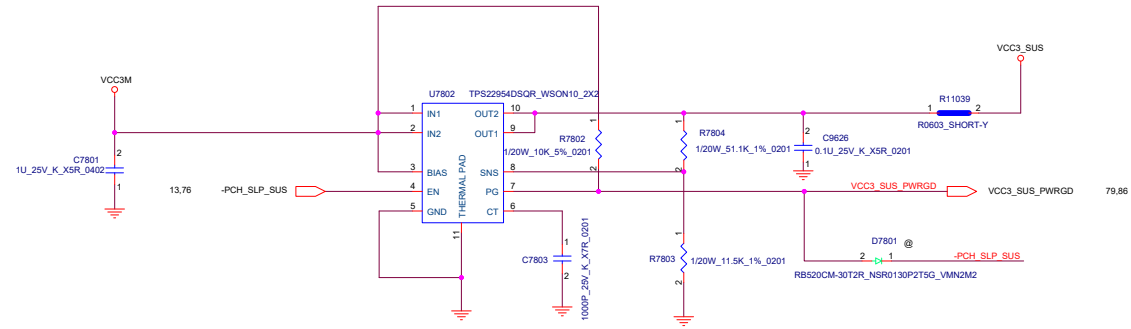 VCC3_SUS
VCC3M
U7802 TPS22954DSQR_WSON10_2X2
R11039
1 IN1 OUT2 10
1 2
2 IN2 OUT1 9
R0603_SHORT-Y
1
R7802
1/20W_10K_5%_0201
2
1
R7804
1/20W_51.1K_1%_0201
2
2
C9626
0.1U_25V_K_X5R_0201
1
2
C7801
1U_25V_K_X5R_0402
1
3 BIAS SNS 8
13,76 -PCH_SLP_SUS 4 EN PG 7
VCC3_SUS_PWRGD VCC3_SUS_PWRGD 79,86
5 GND CT 6
THERMAL PAD
11
1
C7803
2
1000P_25V_K_X7R_0201
1
R7803
1/20W_11.5K_1%_0201
2
D7801 @
2 1 -PCH_SLP_SUS
RB520CM-30T2R_NSR0130P2T5G_VMN2M2